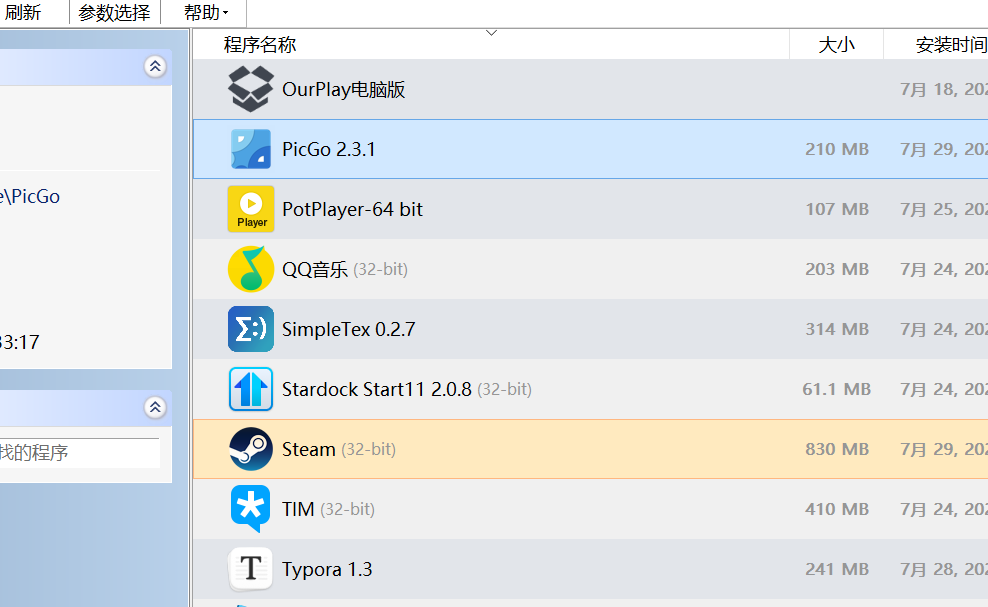 刷新 参数选择 帮助
程序名称 大小 安装时间
OurPlay电脑版 7月 18, 202
PicGo 2.3.1 210 MB 7月 29, 202
e\PicGo
Player
PotPlayer-64 bit 107 MB 7月 25, 202
QQ音乐 (32-bit) 203 MB 7月 24, 202
Σ:)
SimpleTex 0.2.7 314 MB 7月 24, 202
33:17
Stardock Start11 2.0.8 (32-bit) 61.1 MB 7月 24, 202
找的程序
Steam (32-bit) 830 MB 7月 29, 202
TIM (32-bit) 410 MB 7月 24, 202
T
Typora 1.3 241 MB 7月 28, 202